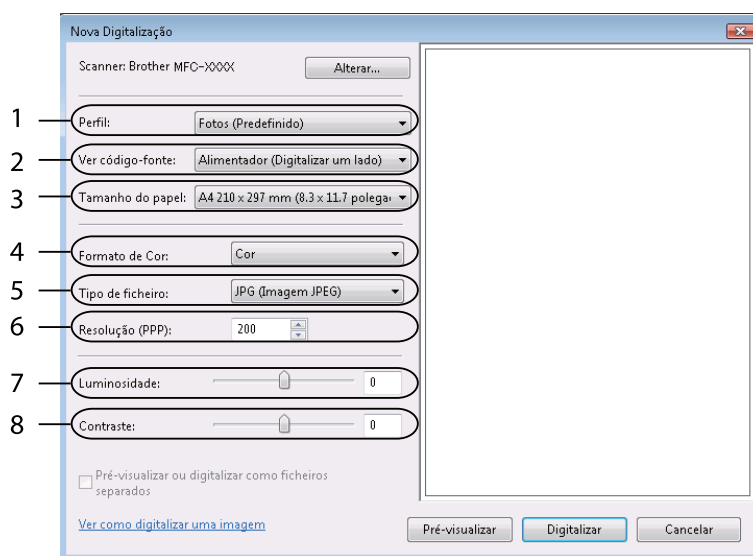 Nova Digitalização
Scanner: Brother MFC-XXXX
Alterar...
1 Perfil: Fotos (Predefinido)
2 Ver código-fonte: Alimentador (Digitalizar um lado)
3 Tamanho do papel: A4 210 x 297 mm (8.3 x 11.7 polega
4 Formato de Cor: Cor
5 Tipo de ficheiro: JPG (Imagem JPEG)
6 Resolução (PPP): 200
7 Luminosidade: 0
8 Contraste: 0
Pré-visualizar ou digitalizar como ficheiros
separados
Ver como digitalizar uma imagem
Pré-visualizar Digitalizar Cancelar